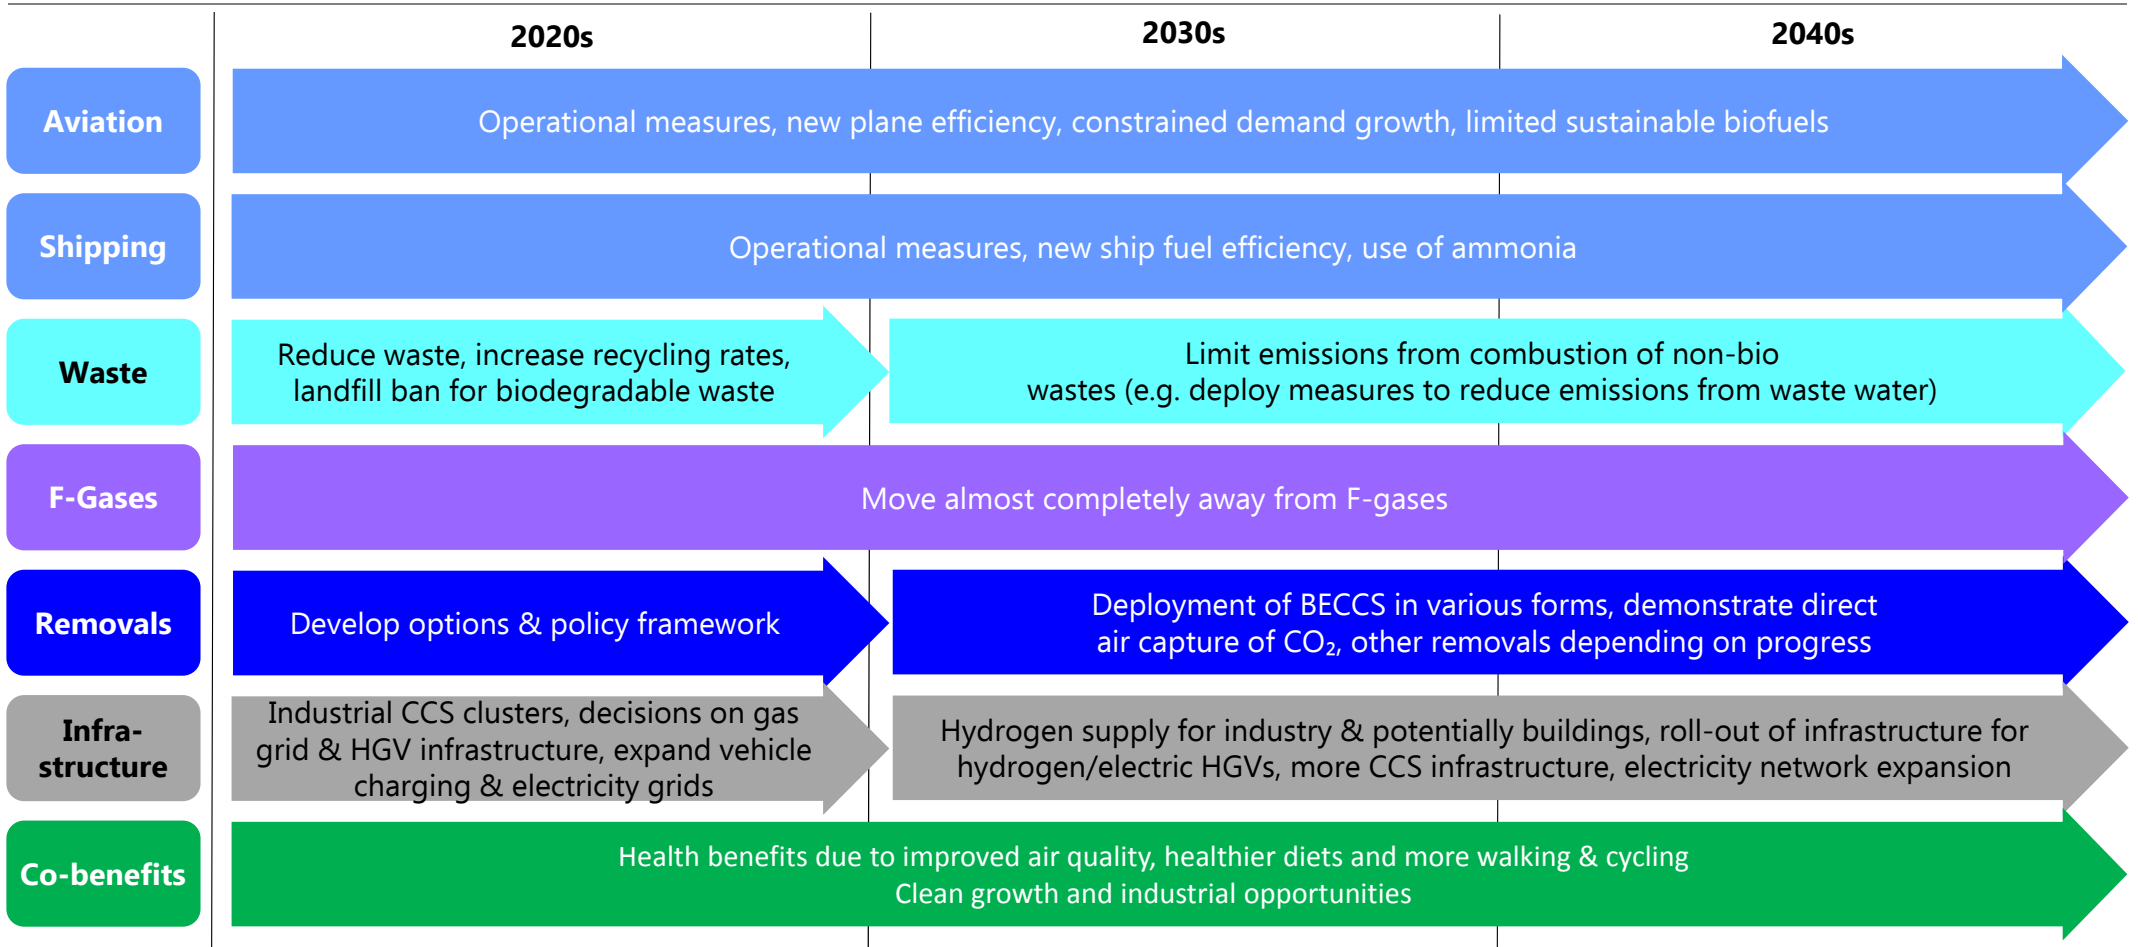 2020s
2030s
2040s
Aviation
Operational measures, new plane efficiency, constrained demand growth, limited sustainable biofuels
Shipping
Operational measures, new ship fuel efficiency, use of ammonia
Waste
Reduce waste, increase recycling rates,
landfill ban for biodegradable waste
Limit emissions from combustion of non-bio
wastes (e.g. deploy measures to reduce emissions from waste water)
F-Gases
Move almost completely away from F-gases
Removals
Develop options & policy framework
Deployment of BECCS in various forms, demonstrate direct
air capture of CO₂, other removals depending on progress
Infra-
structure
Industrial CCS clusters, decisions on gas
grid & HGV infrastructure, expand vehicle
charging & electricity grids
Hydrogen supply for industry & potentially buildings, roll-out of infrastructure for
hydrogen/electric HGVs, more CCS infrastructure, electricity network expansion
Co-benefits
Health benefits due to improved air quality, healthier diets and more walking & cycling
Clean growth and industrial opportunities